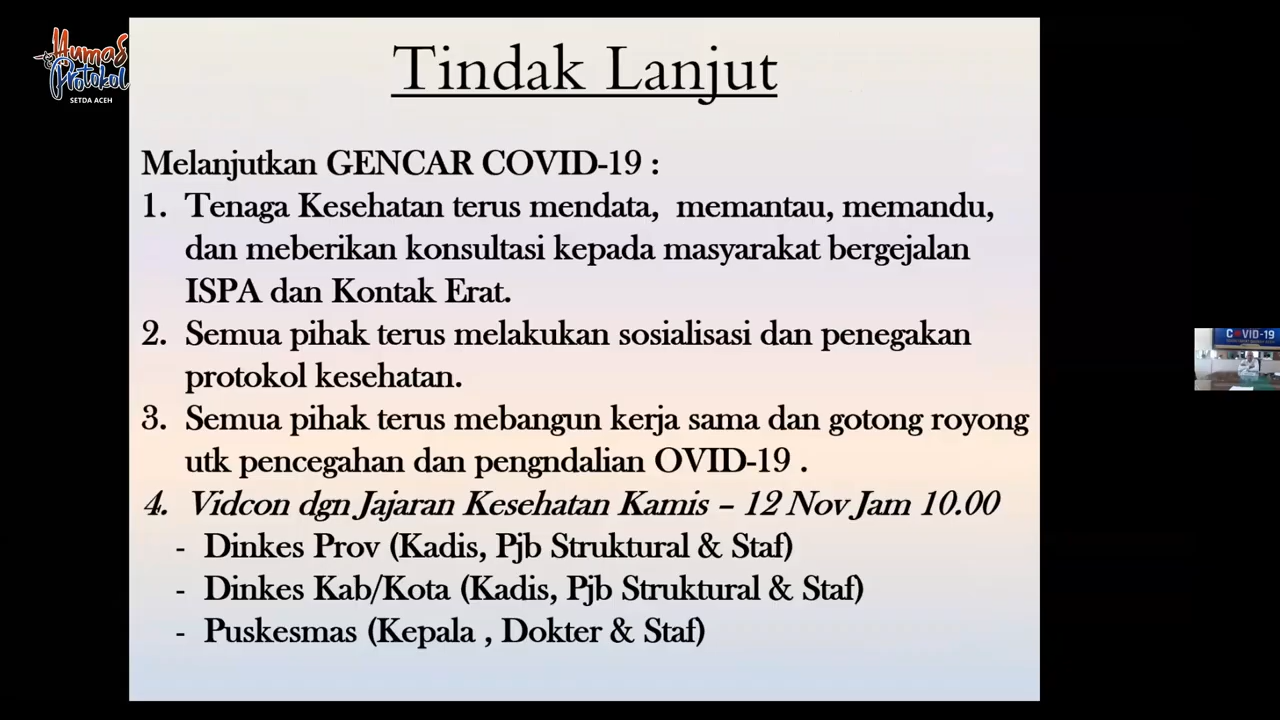 Humas
Protokol
SETDA ACEH
Tindak Lanjut
Melanjutkan GENCAR COVID-19 :
1. Tenaga Kesehatan terus mendata, memantau, memandu,
dan meberikan konsultasi kepada masyarakat bergejalan
ISPA dan Kontak Erat.
2. Semua pihak terus melakukan sosialisasi dan penegakan
protokol kesehatan.
3. Semua pihak terus mebangun kerja sama dan gotong royong
utk pencegahan dan pengndalian OVID-19 .
4. Vidcon dgn Jajaran Kesehatan Kamis – 12 Nov Jam 10.00
- Dinkes Prov (Kadis, Pjb Struktural & Staf)
- Dinkes Kab/Kota (Kadis, Pjb Struktural & Staf)
- Puskesmas (Kepala , Dokter & Staf)
C VID-19